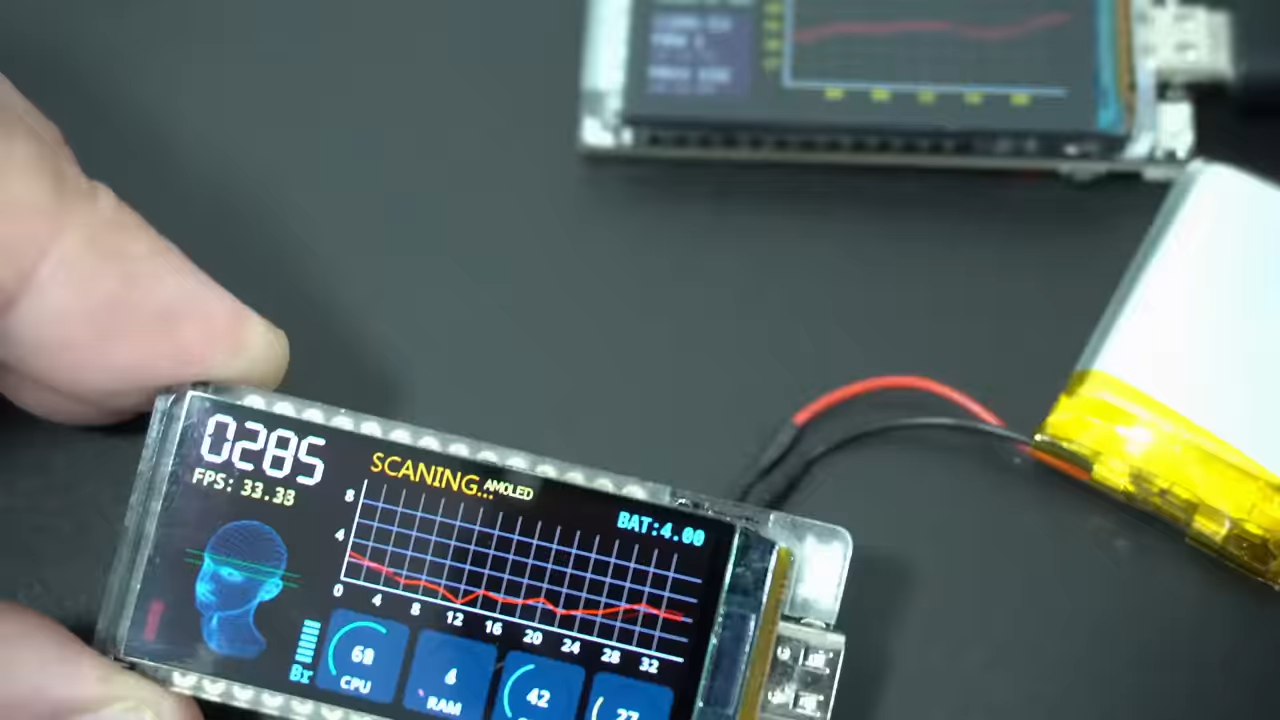 0285
FPS: 33.33
SCANING...
AMOLED
BAT:4.00
8
4
0 4 8 12 16 20 24 28 32
Br
CPU
4
RAM
42
27